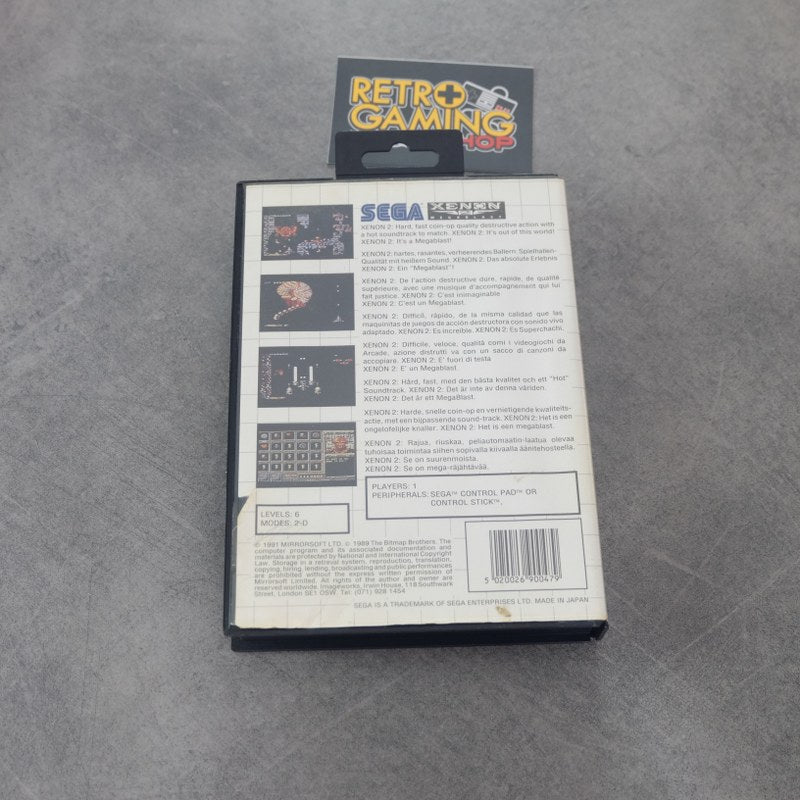 RETRO
GAMING
SHOP
SEGA XENON 2
MEGABLAST
XENON 2: Hard, fast coin-op quality destructive action with
a hot soundtrack to match. XENON 2: It's out of this world!
XENON 2: It's a Megablast!
XENON 2: hartes, rasantes, verheerendes Ballern. Spielhallen-
Qualität mit heißem Sound. XENON 2: Das absolute Erlebnis
XENON 2: Ein "Megablast"!
XENON 2: De l'action destructive dure, rapide, de qualité
supérieure, avec une musique d'accompagnement qui lui
fait justice. XENON 2: C'est inimaginable
XENON 2: C'est un Megablast.
XENON 2: Difícil, rápido, de la misma calidad que las
maquinitas de juegos de acción destructora con sonido vivo
adaptado. XENON 2: Es increíble. XENON 2: Es Superchachi.
XENON 2: Difficile, veloce, qualitá comi i videogiochi da
Arcade, azione distrutti va con un sacco di canzoni da
accopiare. XENON 2: E' fuori di testa
XENON 2: E' un Megablast.
XENON 2: Hård, fast, med den bästa kvalitet och ett "Hot"
Soundtrack. XENON 2: Det är inte av denna världen.
XENON 2: Det är ett MegaBlast.
XENON 2: Harde, snelle coin-op en vernietigende kwaliteits-
actie, met een bijpassende sound-track. XENON 2: Het is een
ongelofelijke knaller. XENON 2: Het is een megablast.
XENON 2: Rajua, riuskaa, peliautomaatin-laatua olevaa
tuhoisaa toimintaa siihen sopivalla kiivaalla äänitehosteella.
XENON 2: Se on suurenmoista.
XENON 2: Se on mega-räjähtävää.
PLAYERS: 1
PERIPHERALS: SEGA™ CONTROL PAD™ OR
CONTROL STICK™.
LEVELS: 6
MODES: 2-D
© 1991 MIRRORSOFT LTD. © 1989 The Bitmap Brothers. The
computer program and its associated documentation and
materials are protected by National and International Copyright
Law. Storage in a retrieval system, reproduction, translation,
copying, hiring, lending, broadcasting and public performances
are prohibited without the express written permission of
Mirrorsoft Limited. All rights of the author and owner are
reserved worldwide. Imageworks, Irwin House, 118 Southwark
Street, London SE1 OSW. Tel: (071) 928 1454
5 020026 900479
SEGA IS A TRADEMARK OF SEGA ENTERPRISES LTD. MADE IN JAPAN